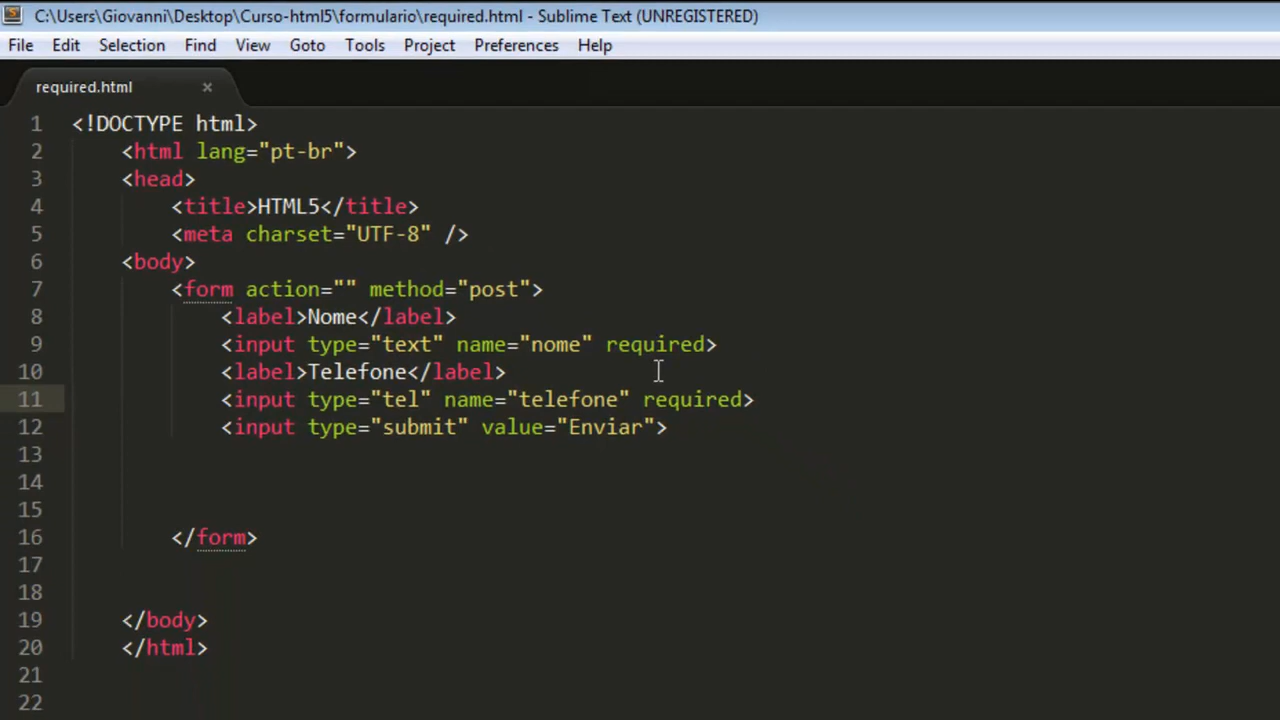 C:\Users\Giovanni\Desktop\Curso-html5\formulario\required.html - Sublime Text (UNREGISTERED)
File Edit Selection Find View Goto Tools Project Preferences Help
required.html ×
1 <!DOCTYPE html>
2 <html lang="pt-br">
3 <head>
4 <title>HTML5</title>
5 <meta charset="UTF-8" />
6 <body>
7 <form action="" method="post">
8 <label>Nome</label>
9 <input type="text" name="nome" required>
10 <label>Telefone</label>
11 <input type="tel" name="telefone" required>
12 <input type="submit" value="Enviar">
13
14
15
16 </form>
17
18
19 </body>
20 </html>
21
22